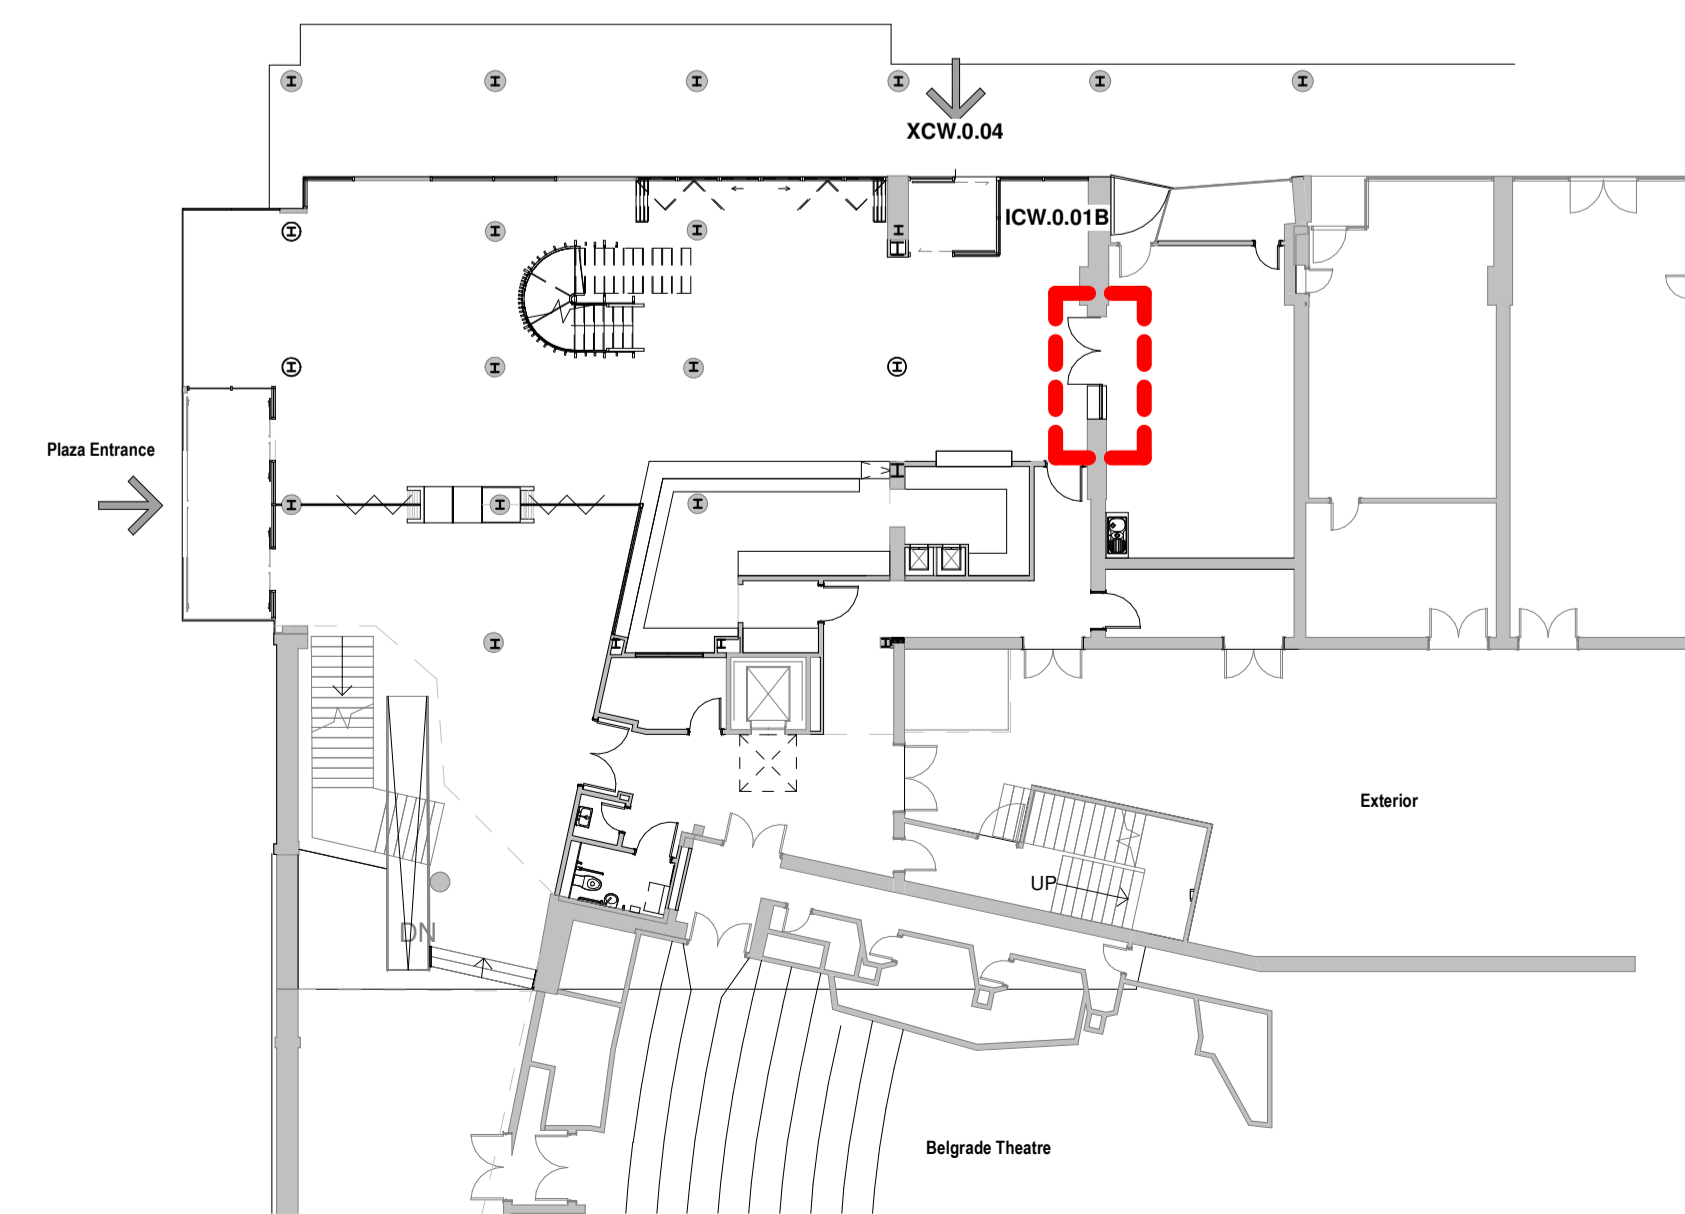 XCW.0.04
ICW.0.01B
Plaza Entrance
Exterior
UP
DN
Belgrade Theatre